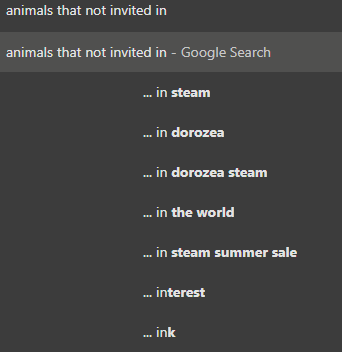 animals that not invited in
animals that not invited in - Google Search
... in steam
... in dorozea
... in dorozea steam
... in the world
... in steam summer sale
... interest
... ink